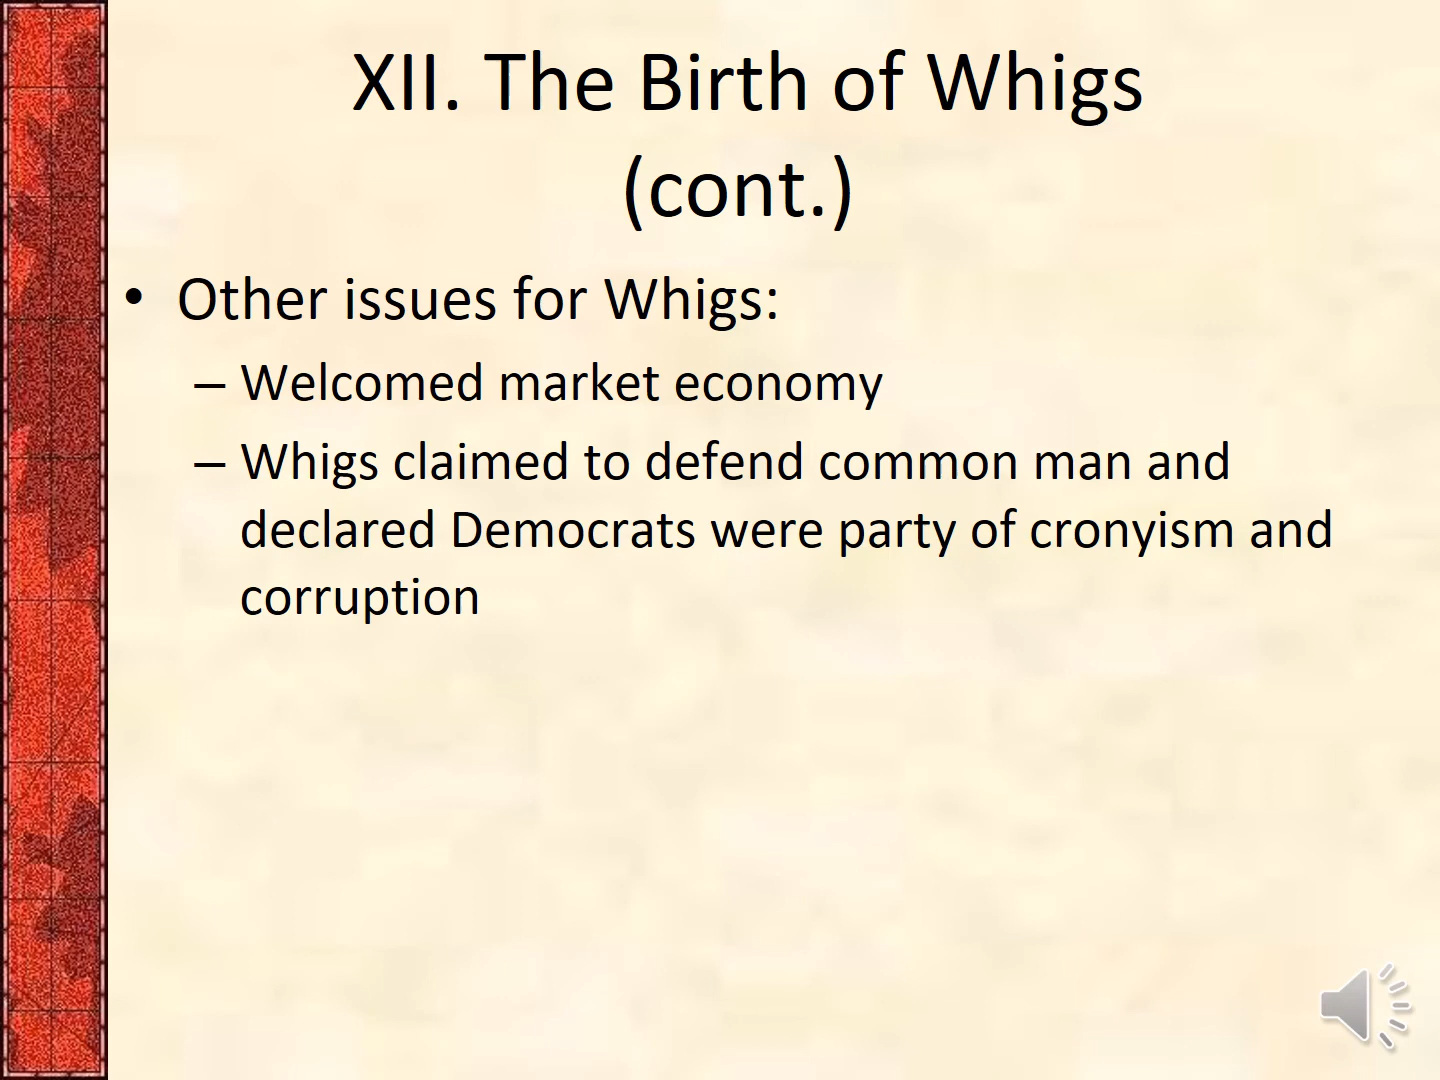 XII. The Birth of Whigs
(cont.)
• Other issues for Whigs:
– Welcomed market economy
– Whigs claimed to defend common man and
declared Democrats were party of cronyism and
corruption